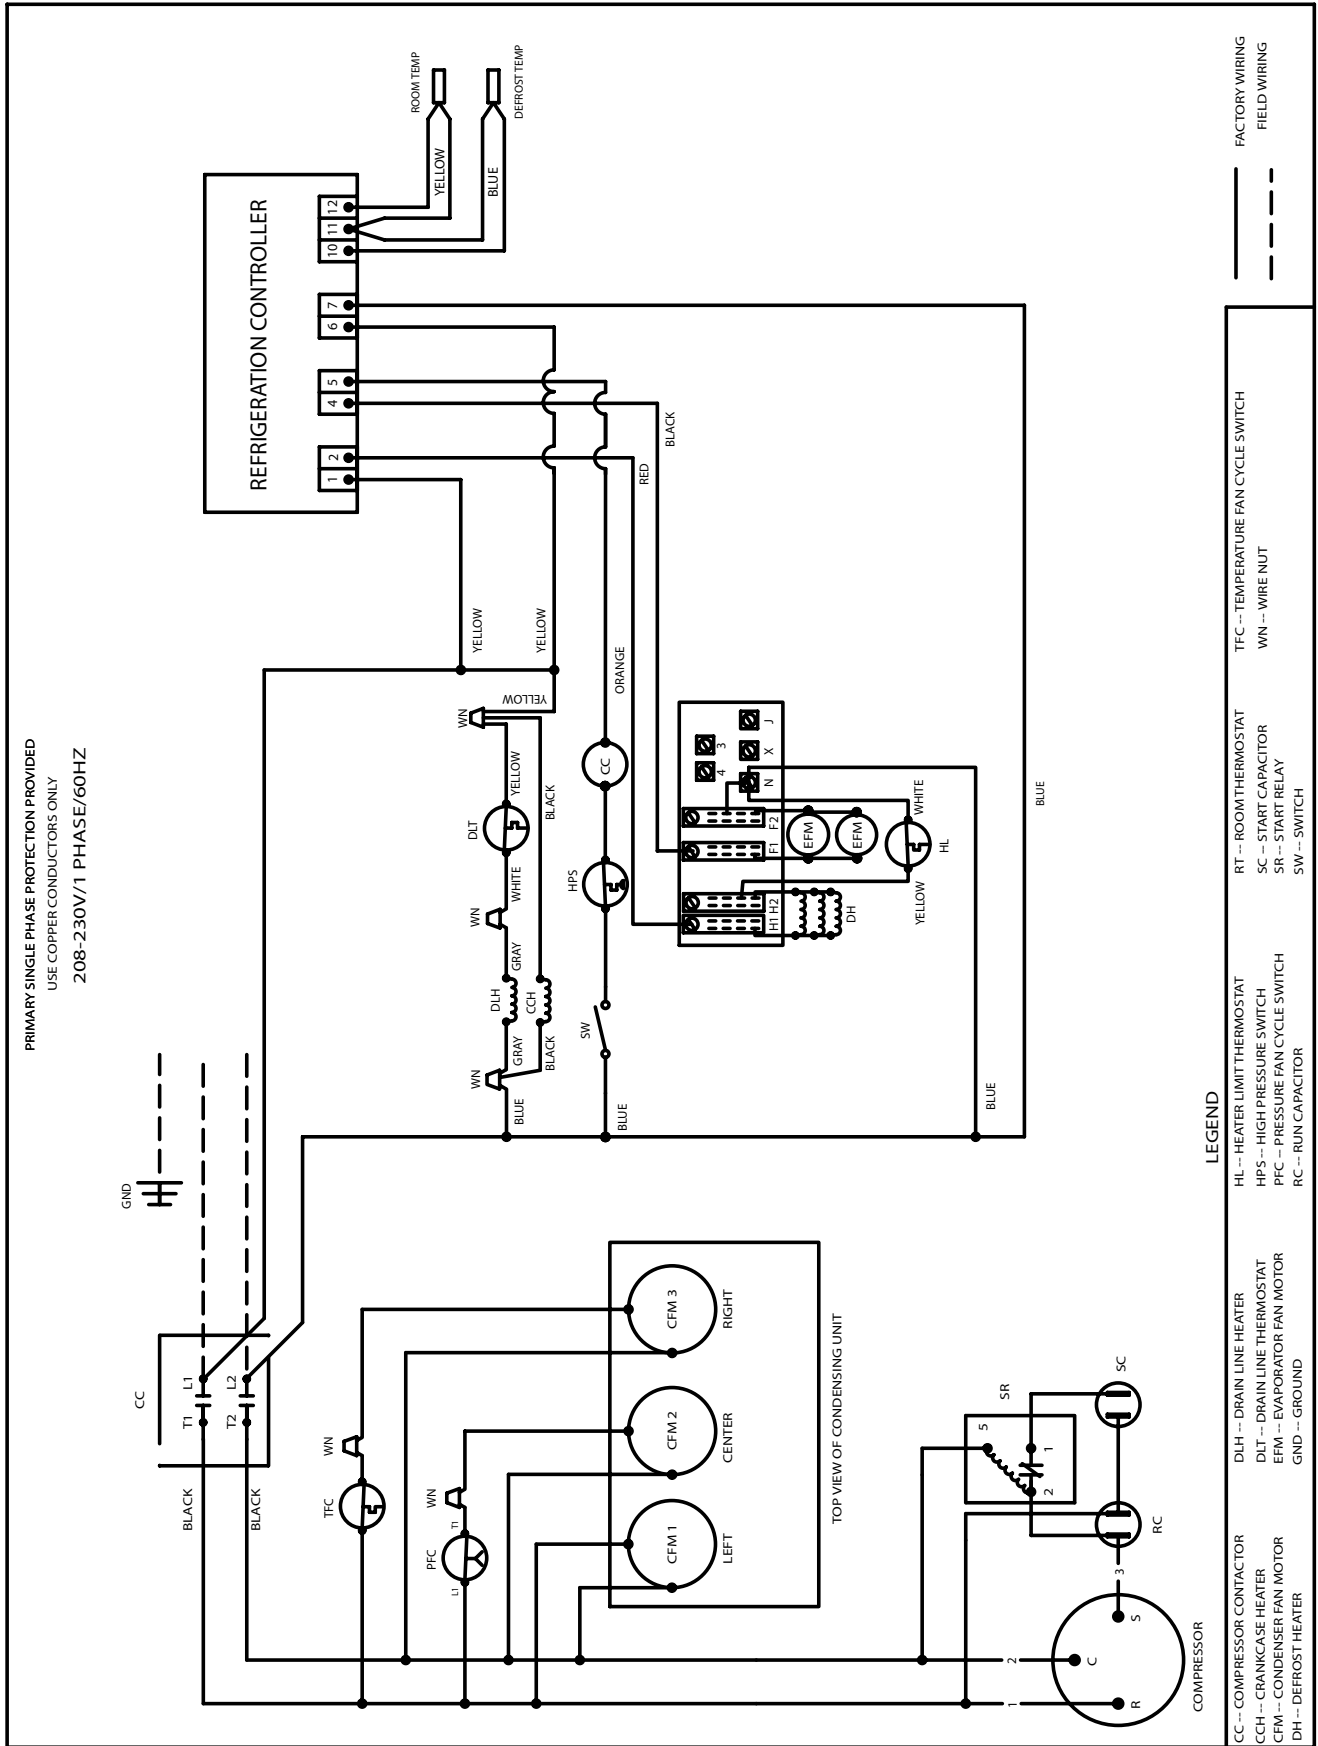 PRIMARY SINGLE PHASE PROTECTION PROVIDED
USE COPPER CONDUCTORS ONLY
208-230V/1 PHASE/60HZ
GND
CC
T1
L1
T2
L2
BLACK
BLACK
TFC
WN
PFC
L1
T1
WN
CFM 1
LEFT
CFM 2
CENTER
CFM 3
RIGHT
TOP VIEW OF CONDENSING UNIT
COMPRESSOR
R
C
S
1
2
3
RC
SC
SR
5
2
1
WN
BLUE
GRAY
DLH
GRAY
WN
WHITE
DLT
YELLOW
WN
YELLOW
BLACK
CCH
BLACK
BLUE
SW
HPS
CC
ORANGE
YELLOW
YELLOW
REFRIGERATION CONTROLLER
1
2
4
5
6
7
10
11
12
YELLOW
ROOM TEMP
BLUE
DEFROST TEMP
RED
BLACK
H1
H2
F1
F2
4
3
N
X
J
DH
EFM
EFM
HL
YELLOW
WHITE
BLUE
BLUE
LEGEND
CC -- COMPRESSOR CONTACTOR
CCH -- CRANKCASE HEATER
CFM -- CONDENSER FAN MOTOR
DH -- DEFROST HEATER
DLH -- DRAIN LINE HEATER
DLT -- DRAIN LINE THERMOSTAT
EFM -- EVAPORATOR FAN MOTOR
GND -- GROUND
HL -- HEATER LIMIT THERMOSTAT
HPS -- HIGH PRESSURE SWITCH
PFC -- PRESSURE FAN CYCLE SWITCH
RC -- RUN CAPACITOR
RT -- ROOM THERMOSTAT
SC -- START CAPACITOR
SR -- START RELAY
SW -- SWITCH
TFC -- TEMPERATURE FAN CYCLE SWITCH
WN -- WIRE NUT
FACTORY WIRING
FIELD WIRING